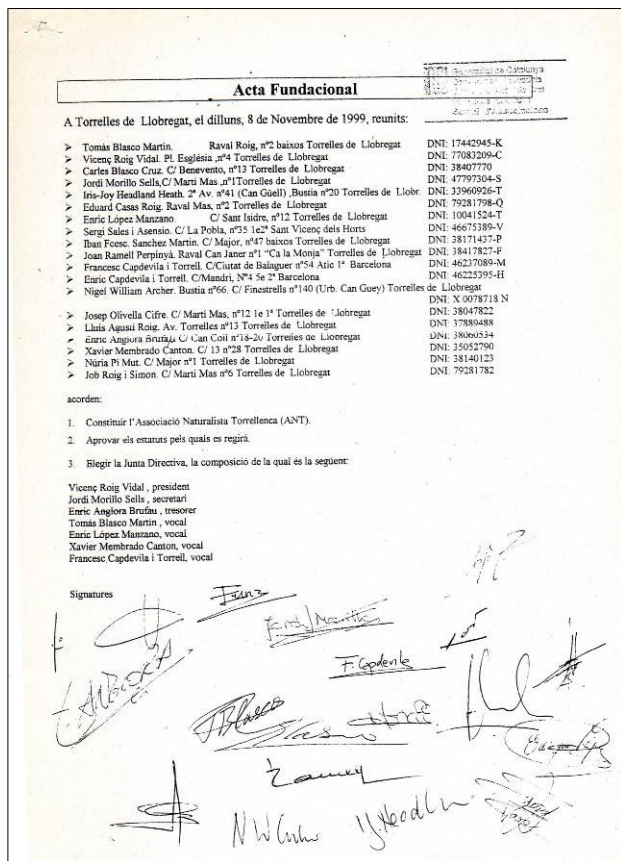 Generalitat de Catalunya
Acta Fundacional
A Torrelles de Llobregat, el dilluns, 8 de Novembre de 1999, reunits:
➢ Tomás Blasco Martin. Raval Roig, nº2 baixos Torrelles de Llobregat DNI: 17442945-K
➢ Vicenç Roig Vidal. Pl. Església ,nº4 Torrelles de Llobregat DNI: 77083209-C
➢ Carles Blasco Cruz. C/ Benevento, nº13 Torrelles de Llobregat DNI: 38407770
➢ Jordi Morillo Sells,C/ Marti Mas ,nº1Torrelles de Llobregat DNI: 47797304-S
➢ Iris-Joy Headland Heath. 2ª Av. nº41 (Can Güell) ,Bustia nº20 Torrelles de Llobr. DNI: 33960926-T
➢ Eduard Casas Roig. Raval Mas, nº2 Torrelles de Llobregat DNI: 79281798-Q
➢ Enric López Manzano. C/ Sant Isidre, nº12 Torrelles de Llobregat DNI: 10041524-T
➢ Sergi Sales i Asensio. C/ La Pobla, nº35 1e2ª Sant Vicenç dels Horts DNI: 46675389-V
➢ Iban Fcesc. Sanchez Martin. C/ Major, nº47 baixos Torrelles de Llobregat DNI: 38171437-P
➢ Joan Ramell Perpinyà. Raval Can Janer nº1 “Ca la Monja” Torrelles de Llobregat DNI: 38417827-F
➢ Francesc Capdevila i Torrell. C/Ciutat de Balaguer nº54 Atic 1ª Barcelona DNI: 46237089-M
➢ Enric Capdevila i Torrell. C/Mandri, Nº4 5e 2ª Barcelona DNI: 46225395-H
➢ Nigel William Archer. Bustia nº66. C/ Finestrells nº140 (Urb. Can Guey) Torrelles de Llobregat
DNI: X 0078718 N
➢ Josep Olivella Cifre. C/ Martí Mas, nº12 1e 1ª Torrelles de Llobregat DNI: 38047822
➢ Lluis Agustí Roig. Av. Torrelles nº13 Torrelles de Llobregat DNI: 37889488
➢ Enric Anglora Brufau. C/ Can Coll nº18-20 Torrelles de Llobregat DNI: 38060534
➢ Xavier Membrado Canton. C/ 13 nº28 Torrelles de Llobregat DNI: 35052790
➢ Núria Pi Mut. C/ Major nº1 Torrelles de Llobregat DNI: 38140123
➢ Job Roig i Simon. C/ Marti Mas nº6 Torrelles de Llobregat DNI: 79281782
acorden:
1. Constituir l’Associació Naturalista Torrellenca (ANT).
2. Aprovar els estatuts pels quals es regirà.
3. Elegir la Junta Directiva, la composició de la qual és la següent:
Vicenç Roig Vidal , president
Jordi Morillo Sells , secretari
Enric Anglora Brufau , tresorer
Tomás Blasco Martin , vocal
Enric López Manzano, vocal
Xavier Membrado Canton, vocal
Francesc Capdevila i Torrell, vocal
Signatures
F. Capdevila
Blasco
Blasco